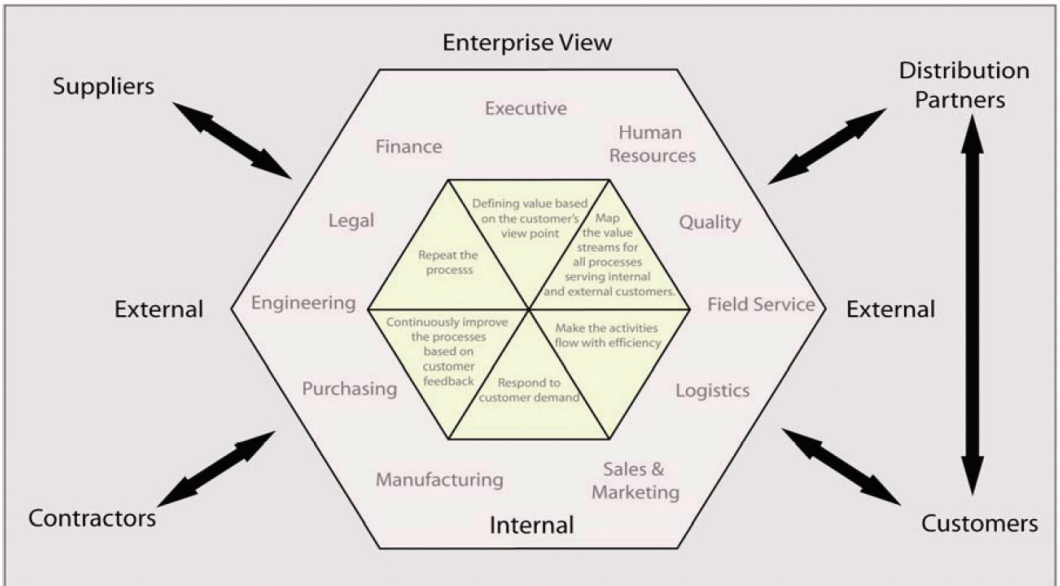 Enterprise View
Suppliers
Distribution
Partners
Executive
Finance
Human
Resources
Legal
Quality
Defining value based
on the customer's
view point
Map
the value
streams for
all processes
serving internal
and external customers.
Repeat the
processs
External
Engineering
Field Service
External
Continuously improve
the processes
based on
customer
feedback
Make the activities
flow with efficiency
Respond to
customer demand
Purchasing
Logistics
Manufacturing
Sales &
Marketing
Internal
Contractors
Customers